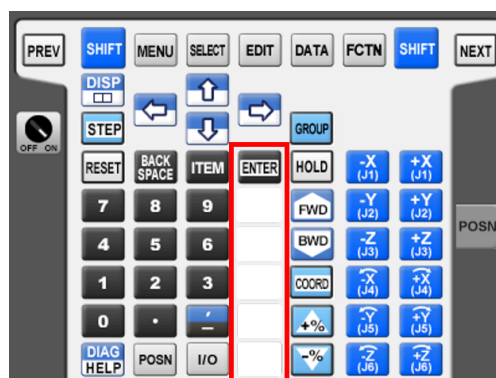 PREV SHIFT MENU SELECT EDIT DATA FCTN SHIFT NEXT
DISP
STEP GROUP
OFF ON
RESET BACK SPACE ITEM ENTER HOLD -X (J1) +X (J1)
7 8 9 FWD -Y (J2) +Y (J2)
POSN
4 5 6 BWD -Z (J3) +Z (J3)
1 2 3 COORD -X (J4) +X (J4)
0 . , - +% -Y (J5) +Y (J5)
DIAG HELP POSN I/O -% -Z (J6) +Z (J6)